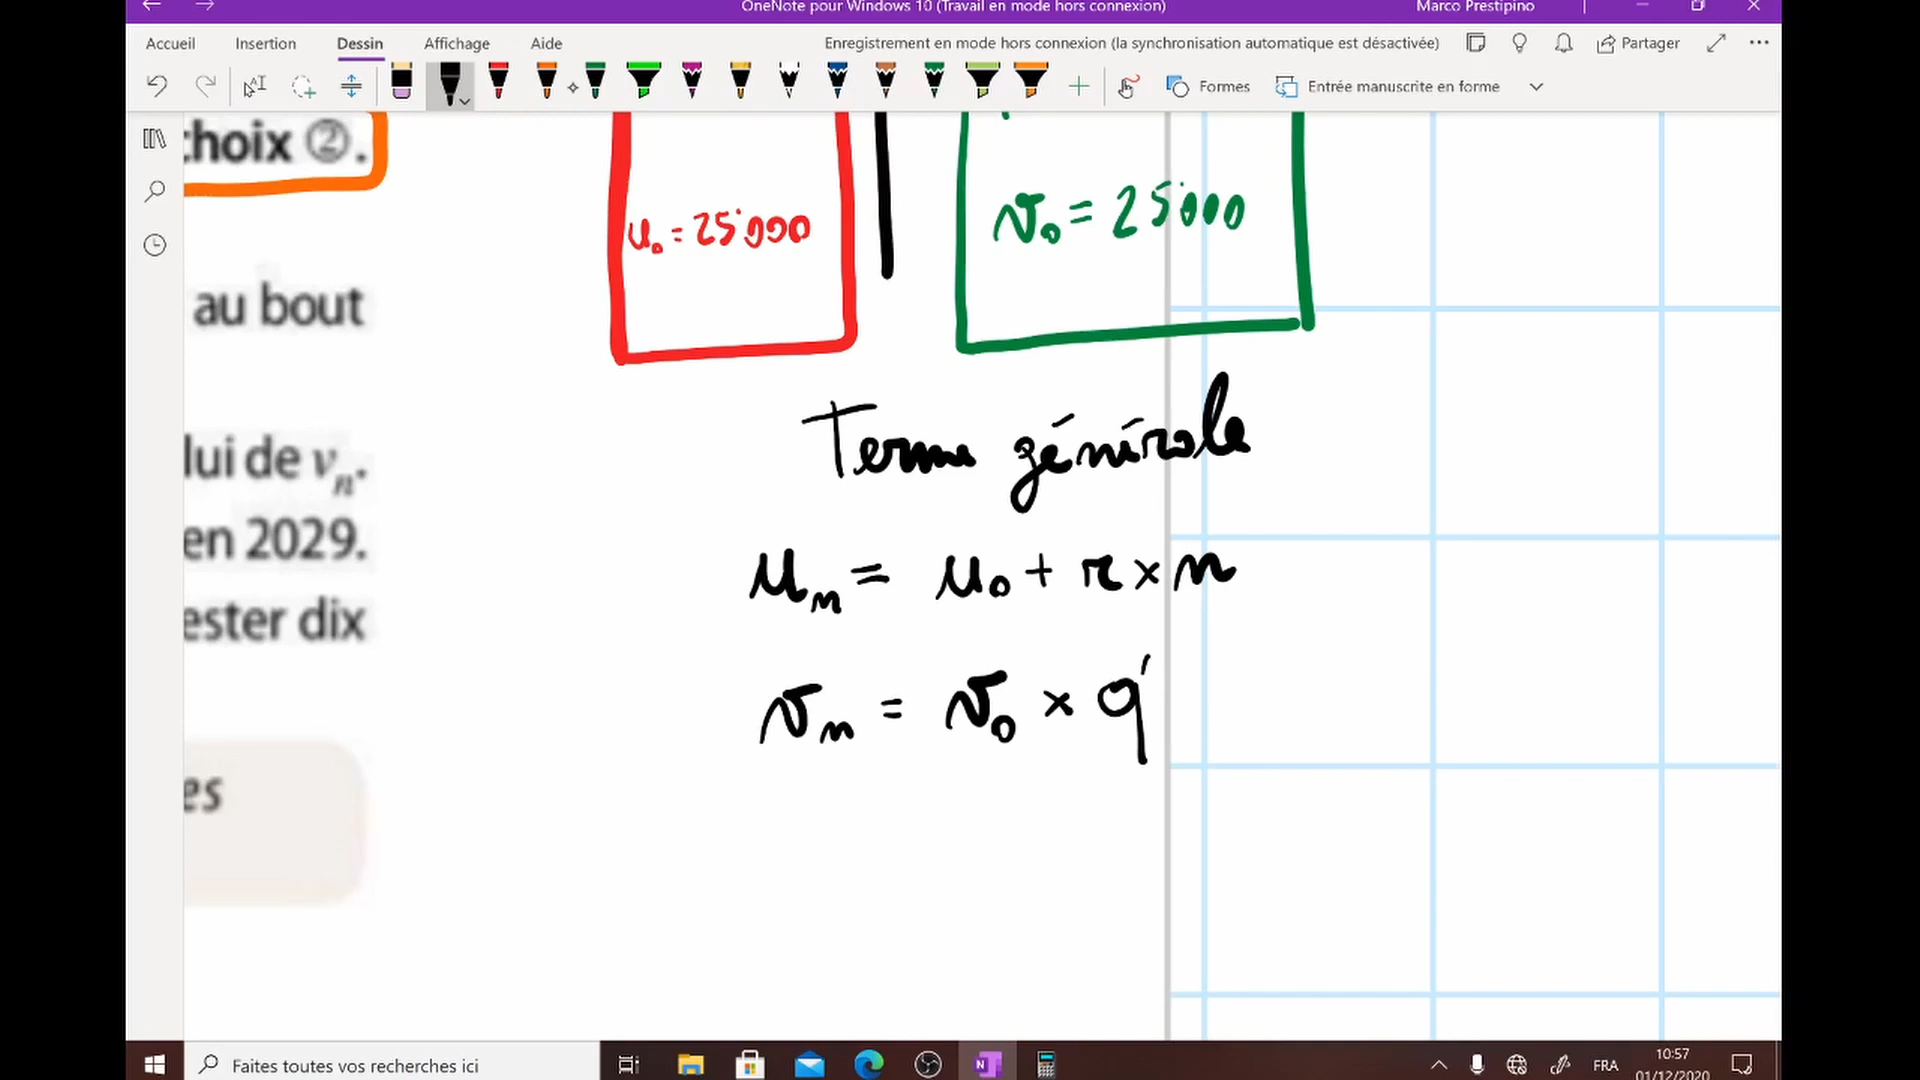 OneNote pour Windows 10 (Travail en mode hors connexion)
Marco Prestipino
Accueil Insertion Dessin Affichage Aide
Enregistrement en mode hors connexion (la synchronisation automatique est désactivée)
Partager
Formes
Entrée manuscrite en forme
choix ②.
au bout
lui de vₙ.
en 2029.
ester dix
es
u₀ = 25'000
v₀ = 25'000
Terme générale
uₙ = u₀ + r × n
vₙ = v₀ × q'
Faites toutes vos recherches ici
FRA
10:57
01/12/2020